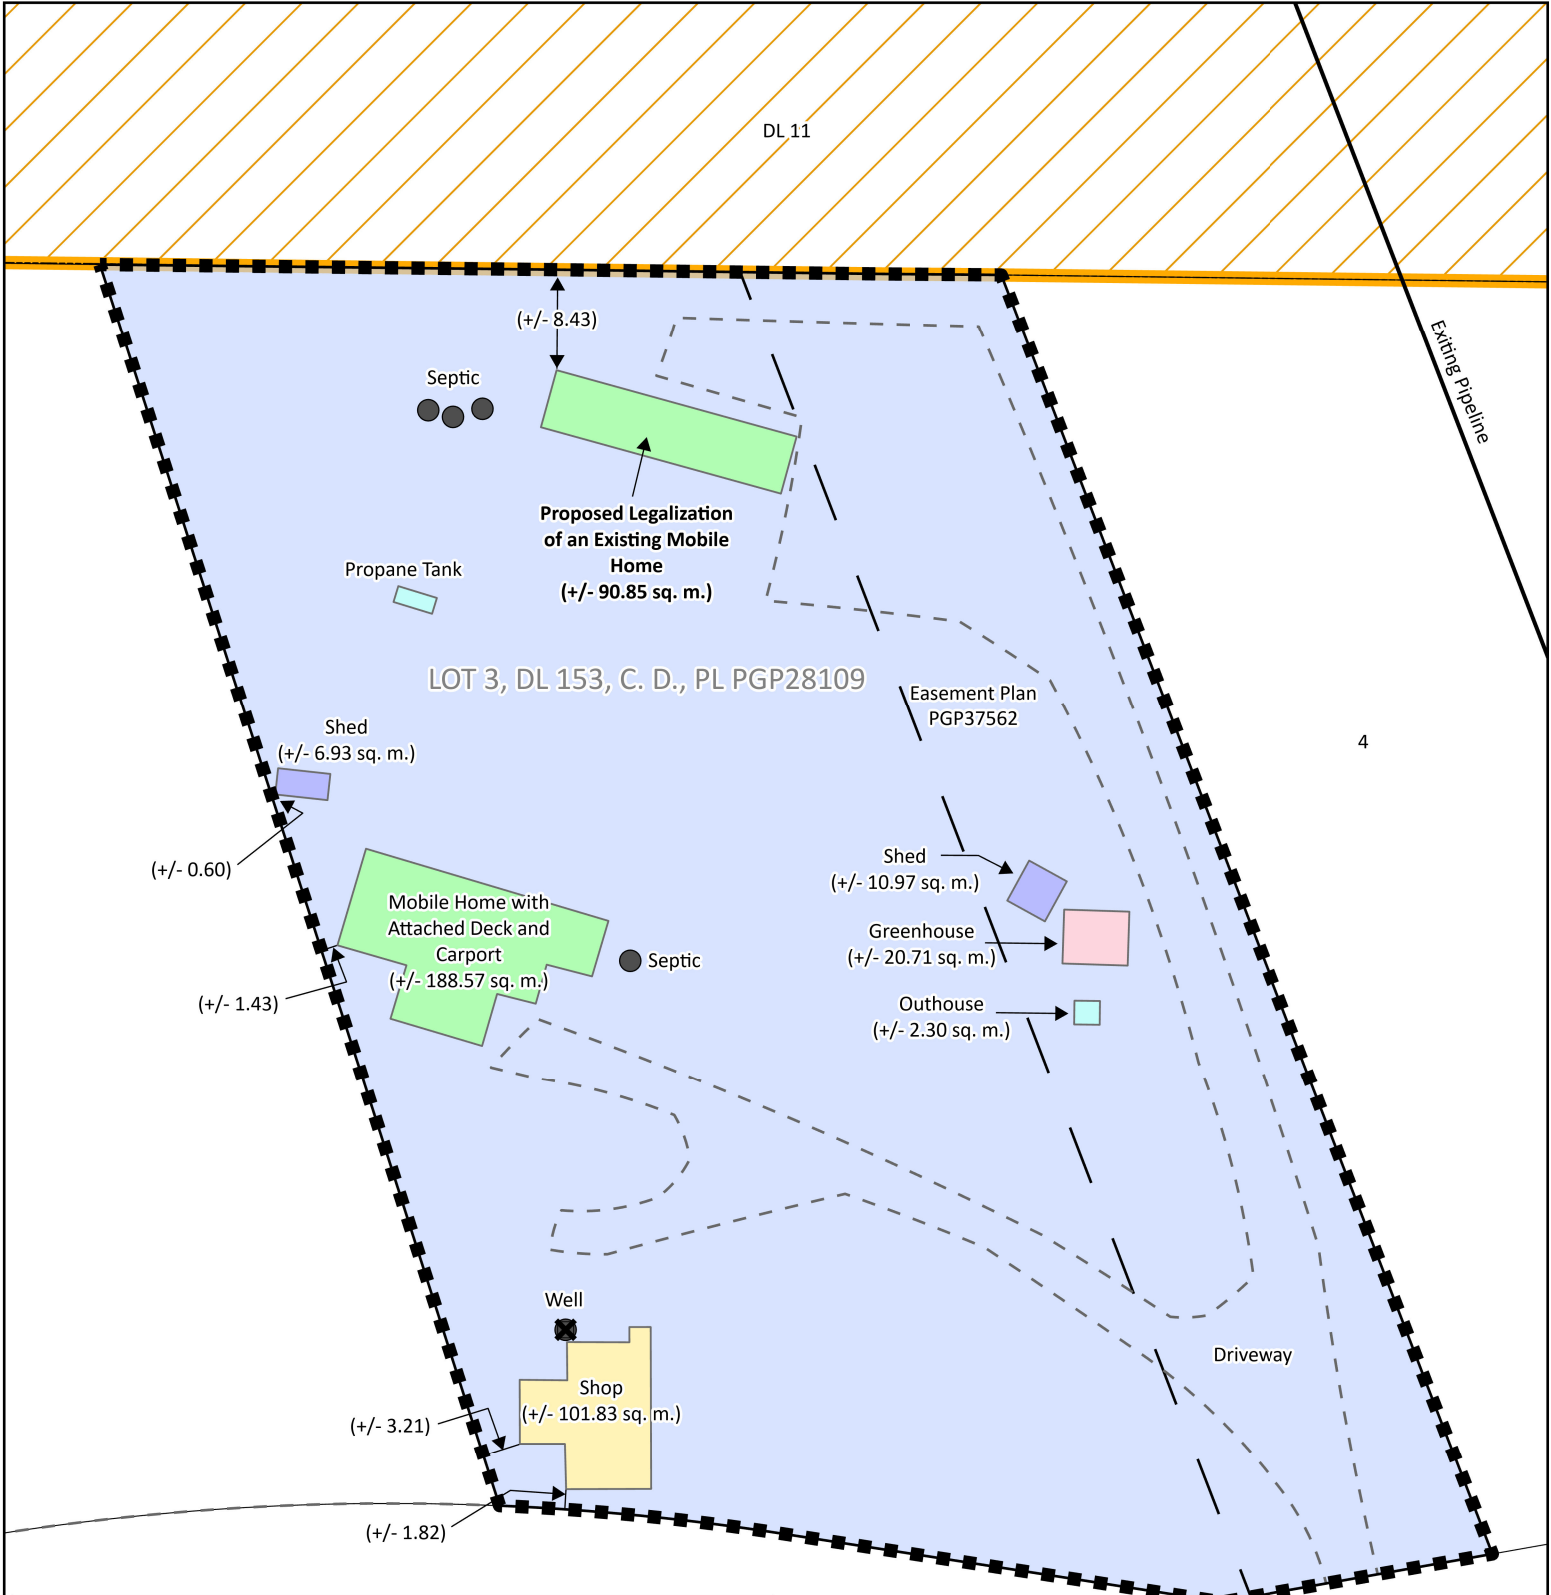 DL 11
(+/- 8.43)
Exiting Pipeline
Septic
Proposed Legalization
of an Existing Mobile
Home
(+/- 90.85 sq. m.)
Propane Tank
LOT 3, DL 153, C. D., PL PGP28109
Easement Plan
PGP37562
4
Shed
(+/- 6.93 sq. m.)
(+/- 0.60)
Shed
(+/- 10.97 sq. m.)
Mobile Home with
Attached Deck and
Carport
(+/- 188.57 sq. m.)
Septic
Greenhouse
(+/- 20.71 sq. m.)
(+/- 1.43)
Outhouse
(+/- 2.30 sq. m.)
Well
Driveway
Shop
(+/- 101.83 sq. m.)
(+/- 3.21)
(+/- 1.82)